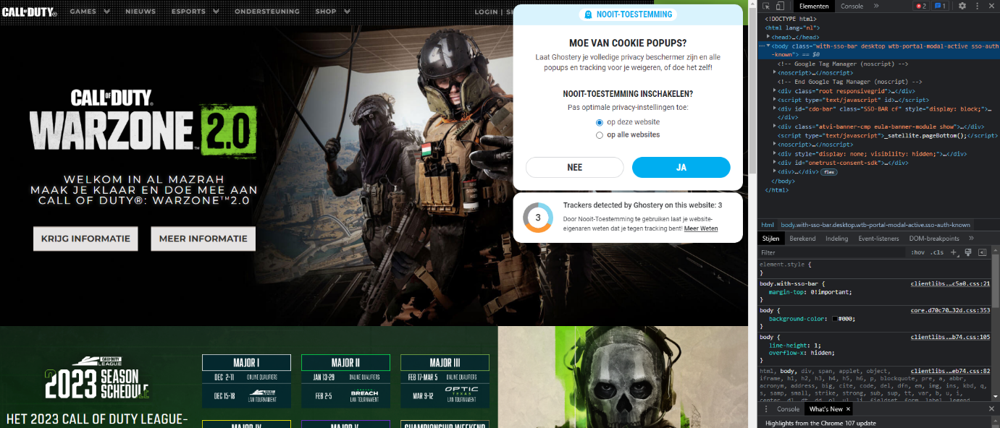 CALL OF DUTY®
GAMES
NIEUWS
ESPORTS
ONDERSTEUNING
SHOP
LOGIN |
NOOIT-TOESTEMMING
MOE VAN COOKIE POPUPS?
Laat Ghostery je volledige privacy beschermer zijn en alle
popups en tracking voor je weigeren, of doe het zelf!
NOOIT-TOESTEMMING INSCHAKELEN?
Pas optimale privacy-instellingen toe:
op deze website
op alle websites
NEE
JA
3
Trackers detected by Ghostery on this website: 3
Door Nooit-Toestemming te gebruiken laat je website-
eigenaren weten dat je tegen tracking bent! Meer Weten
CALL OF DUTY®
WARZONE™ 2.0
WELKOM IN AL MAZRAH
MAAK JE KLAAR EN DOE MEE AAN
CALL OF DUTY®: WARZONE™2.0
KRIJG INFORMATIE
MEER INFORMATIE
CALL OF DUTY
LEAGUE
2023 SEASON
SCHEDULE
HET 2023 CALL OF DUTY LEAGUE-
MAJOR I
DEC 2-11 ONLINE QUALIFIERS
DEC 15-18 LAN TOURNAMENT
MAJOR II
JAN 13-29 ONLINE QUALIFIERS
FEB 2-5 BREACH LAN TOURNAMENT
MAJOR III
FEB 17-MAR 5 ONLINE QUALIFIERS
MAR 9-12 OPTIC TEXAS LAN TOURNAMENT
MAJOR IV
MAJOR V
CHAMPIONSHIP WEEKEND
Elementen
Console
»
2
1
<!DOCTYPE html>
<html lang="nl">
<head>…</head>
<body class="with-sso-bar desktop wtb-portal-modal-active sso-auth
-known"> == $0
<!-- Google Tag Manager (noscript) -->
<noscript>…</noscript>
<!-- End Google Tag Manager (noscript) -->
<div class="root responsivegrid">…</div>
<script type="text/javascript" id>…</script>
<div id="cdo-bar" class="SSO-BAR cf" style="display: block;">…
</div>
<div class="atvi-banner-cmp eula-banner-module show">…</div>
<script type="text/javascript">_satellite.pageBottom();</script>
<noscript>…</noscript>
<div style="display: none; visibility: hidden;">…</div>
<div id="onetrust-consent-sdk">…</div>
<div>…</div> flex
</body>
</html>
html body.with-sso-bar.desktop.wtb-portal-modal-active.sso-auth-known
Stijlen
Berekend
Indeling
Event-listeners
DOM-breakpoints
»
Filter
:hov .cls +
element.style {
}
body.with-sso-bar { clientlibs.…c5a0.css:21
margin-top: 0!important;
}
body { core.d70c70…32d.css:353
background-color: #000;
}
body { clientlibs.…b74.css:105
line-height: 1;
overflow-x: hidden;
}
html, body, div, span, applet, object, clientlibs.…eb74.css:82
iframe, h1, h2, h3, h4, h5, h6, p, blockquote, pre, a, abbr,
acronym, address, big, cite, code, del, dfn, em, img, ins, kbd, q,
s, samp, small, strike, strong, sub, sup, tt, var, b, u, i,
center, dl, dt, dd, ol, ul, li, fieldset, form, label, legend,
Console
What's New ×
Highlights from the Chrome 107 update